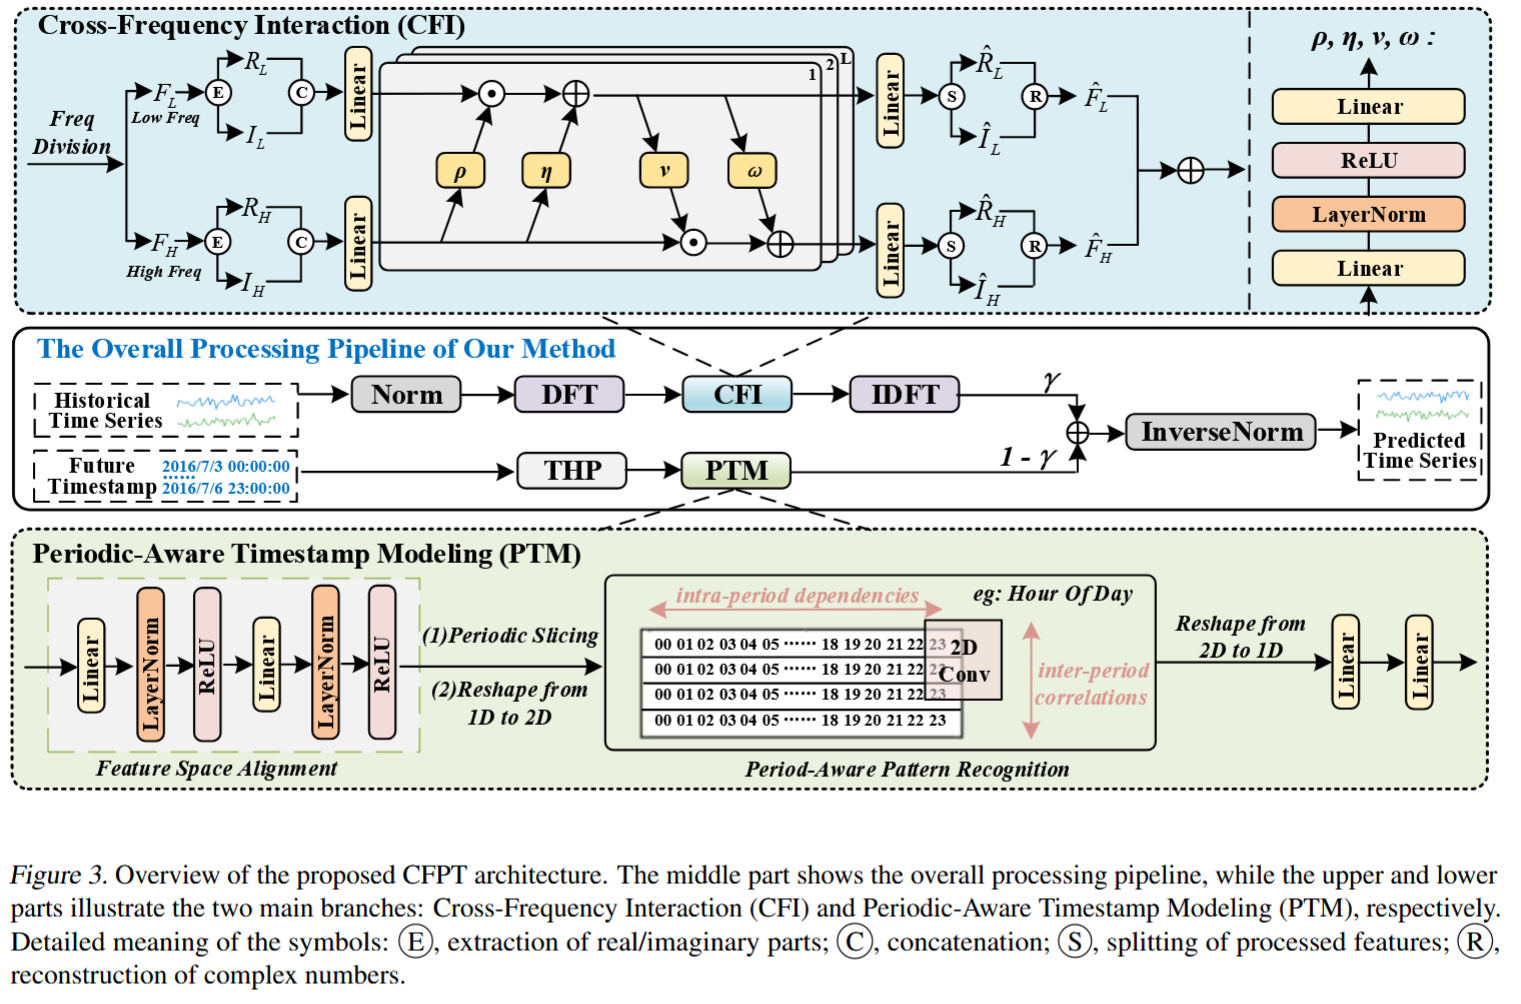 Cross-Frequency Interaction (CFI)
Freq
Division
F_L
Low Freq
E
R_L
I_L
C
Linear
F_H
High Freq
E
R_H
I_H
C
Linear
1
2
L
ρ
η
ν
ω
Linear
S
R̂_L
Î_L
R
F̂_L
Linear
S
R̂_H
Î_H
R
F̂_H
ρ, η, ν, ω :
Linear
ReLU
LayerNorm
Linear
The Overall Processing Pipeline of Our Method
Historical
Time Series
Norm
DFT
CFI
IDFT
γ
Future
Timestamp
2016/7/3 00:00:00
······
2016/7/6 23:00:00
THP
PTM
1 - γ
InverseNorm
Predicted
Time Series
Periodic-Aware Timestamp Modeling (PTM)
Linear
LayerNorm
ReLU
Linear
LayerNorm
ReLU
Feature Space Alignment
(1)Periodic Slicing
(2)Reshape from
1D to 2D
intra-period dependencies
eg: Hour Of Day
00 01 02 03 04 05 ······ 18 19 20 21 22 23
00 01 02 03 04 05 ······ 18 19 20 21 22 23
00 01 02 03 04 05 ······ 18 19 20 21 22 23
00 01 02 03 04 05 ······ 18 19 20 21 22 23
2D
Conv
inter-period
correlations
Period-Aware Pattern Recognition
Reshape from
2D to 1D
Linear
Linear
Figure 3. Overview of the proposed CFPT architecture. The middle part shows the overall processing pipeline, while the upper and lower
parts illustrate the two main branches: Cross-Frequency Interaction (CFI) and Periodic-Aware Timestamp Modeling (PTM), respectively.
Detailed meaning of the symbols: Ⓔ, extraction of real/imaginary parts; Ⓒ, concatenation; Ⓢ, splitting of processed features; Ⓡ,
reconstruction of complex numbers.